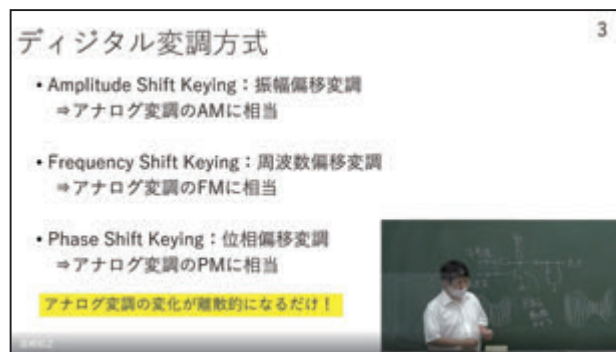 3
ディジタル変調方式
• Amplitude Shift Keying：振幅偏移変調
⇒アナログ変調のAMに相当
• Frequency Shift Keying：周波数偏移変調
⇒アナログ変調のFMに相当
• Phase Shift Keying：位相偏移変調
⇒アナログ変調のPMに相当
アナログ変調の変化が離散的になるだけ！